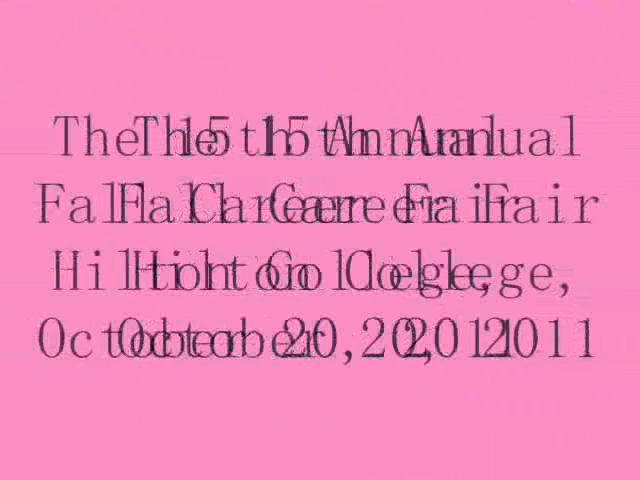 The 15th Annual
Fall Career Fair
Hilton College,
October 20, 2011